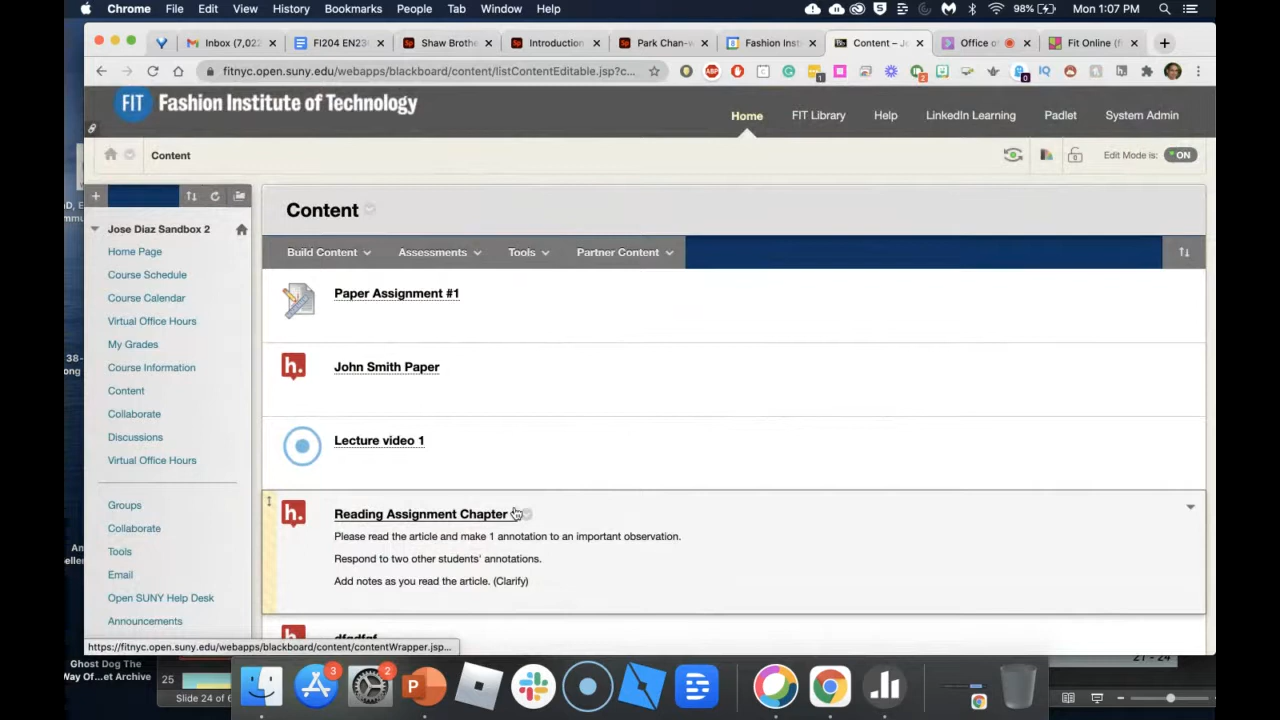 Chrome File Edit View History Bookmarks People Tab Window Help 98% Mon 1:07 PM
Inbox (7,02 FI204 EN23 Shaw Broth Introduction Park Chan-w Fashion Inst Content – J Office o Fit Online (f
fitnyc.open.suny.edu/webapps/blackboard/content/listContentEditable.jsp?c...
FIT Fashion Institute of Technology
Home FIT Library Help LinkedIn Learning Padlet System Admin
Content Edit Mode is: ON
Content
Build Content Assessments Tools Partner Content
Jose Diaz Sandbox 2
Home Page
Course Schedule
Course Calendar
Virtual Office Hours
My Grades
Course Information
Content
Collaborate
Discussions
Virtual Office Hours
Groups
Collaborate
Tools
Email
Open SUNY Help Desk
Announcements
Paper Assignment #1
h. John Smith Paper
Lecture video 1
h. Reading Assignment Chapter
Please read the article and make 1 annotation to an important observation.
Respond to two other students' annotations.
Add notes as you read the article. (Clarify)
https://fitnyc.open.suny.edu/webapps/blackboard/content/contentWrapper.jsp...
Ghost Dog The
Way Of...et Archive
25
Slide 24 of 6
21 - 24
3
2